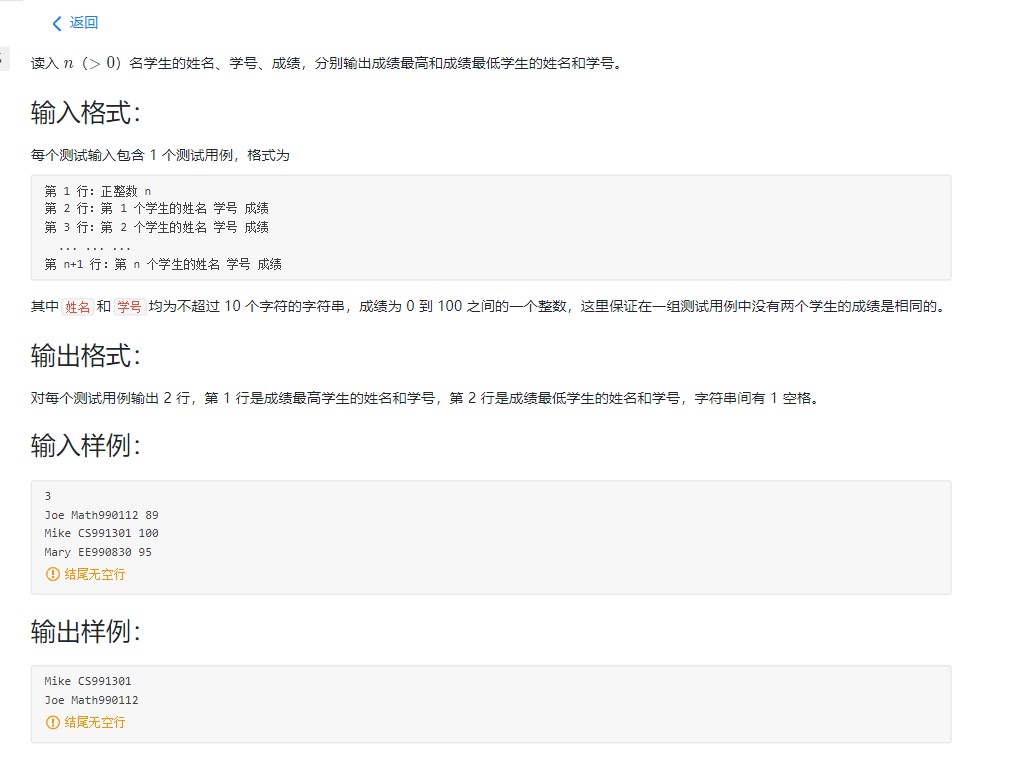 返回
读入 n（> 0）名学生的姓名、学号、成绩，分别输出成绩最高和成绩最低学生的姓名和学号。
输入格式：
每个测试输入包含 1 个测试用例，格式为
第 1 行：正整数 n
第 2 行：第 1 个学生的姓名 学号 成绩
第 3 行：第 2 个学生的姓名 学号 成绩
... ... ...
第 n+1 行：第 n 个学生的姓名 学号 成绩
其中 姓名 和 学号 均为不超过 10 个字符的字符串，成绩为 0 到 100 之间的一个整数，这里保证在一组测试用例中没有两个学生的成绩是相同的。
输出格式：
对每个测试用例输出 2 行，第 1 行是成绩最高学生的姓名和学号，第 2 行是成绩最低学生的姓名和学号，字符串间有 1 空格。
输入样例：
3
Joe Math990112 89
Mike CS991301 100
Mary EE990830 95
结尾无空行
输出样例：
Mike CS991301
Joe Math990112
结尾无空行